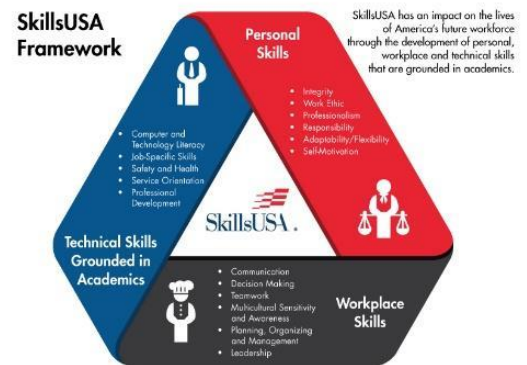 SkillsUSA
Framework
SkillsUSA has an impact on the lives
of America's future workforce
through the development of personal,
workplace and technical skills
that are grounded in academics.
Personal
Skills
• Integrity
• Work Ethic
• Professionalism
• Responsibility
• Adaptability/Flexibility
• Self-Motivation
• Computer and
Technology Literacy
• Job-Specific Skills
• Safety and Health
• Service Orientation
• Professional
Development
SkillsUSA.
Technical Skills
Grounded in
Academics
• Communication
• Decision Making
• Teamwork
• Multicultural Sensitivity
and Awareness
• Planning, Organizing
and Management
• Leadership
Workplace
Skills